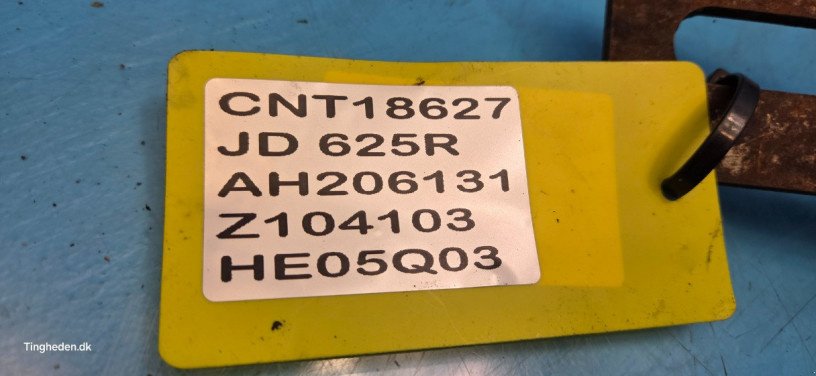 CNT18627
JD 625R
AH206131
Z104103
HE05Q03
Tingheden.dk